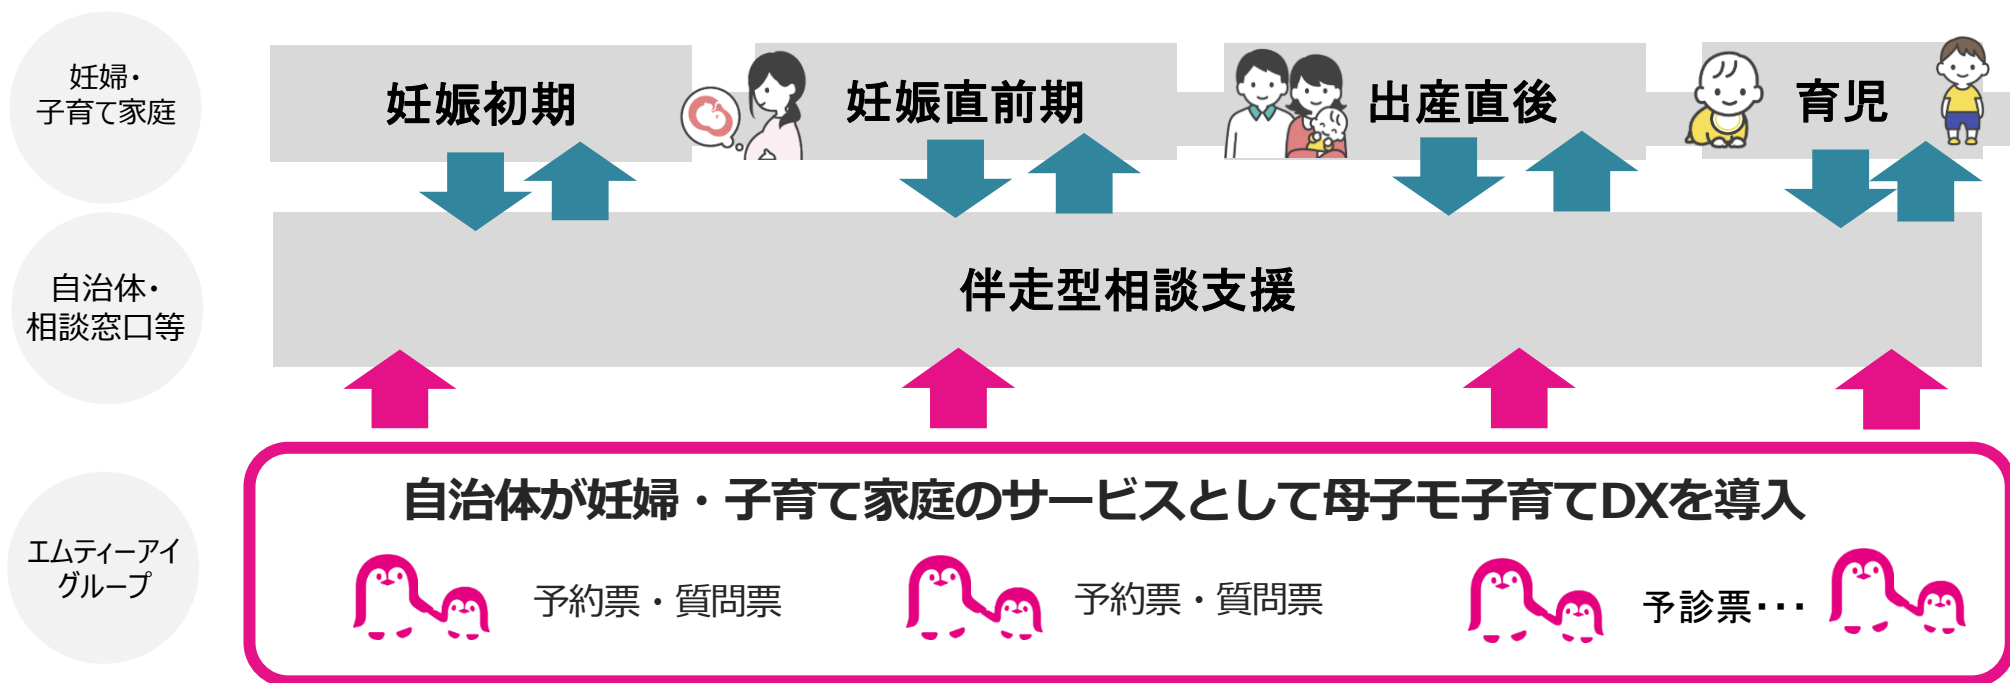 妊婦・
子育て家庭
妊娠初期
妊娠直前期
出産直後
育児
自治体・
相談窓口等
伴走型相談支援
エムティーアイ
グループ
自治体が妊婦・子育て家庭のサービスとして母子モ子育てDXを導入
予約票・質問票
予約票・質問票
予診票・・・